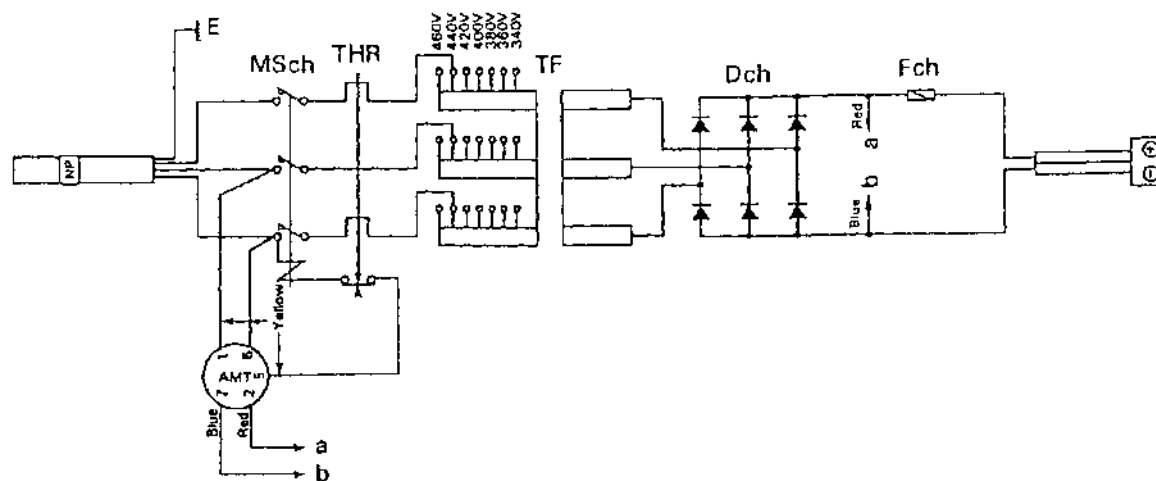 E
MSch
THR
460V
440V
420V
400V
380V
360V
340V
TF
Dch
Fch
NP
Red
a
b
Blue
⊕
⊖
Yellow
1
6
AMT
5
7
2
Blue
Red
a
b